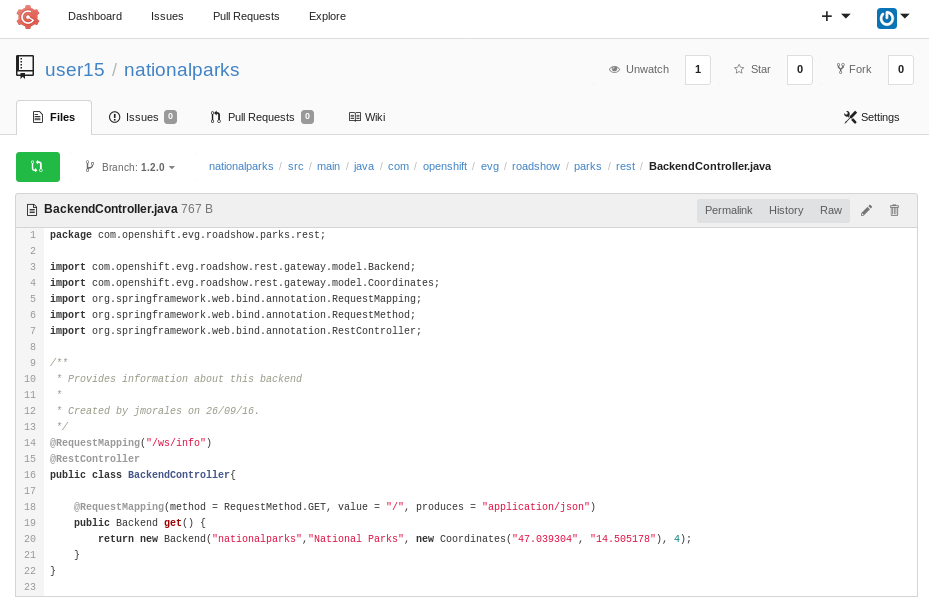 Dashboard Issues Pull Requests Explore
user15 / nationalparks Unwatch 1 Star 0 Fork 0
Files Issues 0 Pull Requests 0 Wiki Settings
Branch: 1.2.0 nationalparks / src / main / java / com / openshift / evg / roadshow / parks / rest / BackendController.java
BackendController.java 767 B Permalink History Raw
1 package com.openshift.evg.roadshow.parks.rest;
2
3 import com.openshift.evg.roadshow.rest.gateway.model.Backend;
4 import com.openshift.evg.roadshow.rest.gateway.model.Coordinates;
5 import org.springframework.web.bind.annotation.RequestMapping;
6 import org.springframework.web.bind.annotation.RequestMethod;
7 import org.springframework.web.bind.annotation.RestController;
8
9 /**
10  * Provides information about this backend
11  *
12  * Created by jmorales on 26/09/16.
13  */
14 @RequestMapping("/ws/info")
15 @RestController
16 public class BackendController{
17
18     @RequestMapping(method = RequestMethod.GET, value = "/", produces = "application/json")
19     public Backend get() {
20         return new Backend("nationalparks","National Parks", new Coordinates("47.039304", "14.505178"), 4);
21     }
22 }
23